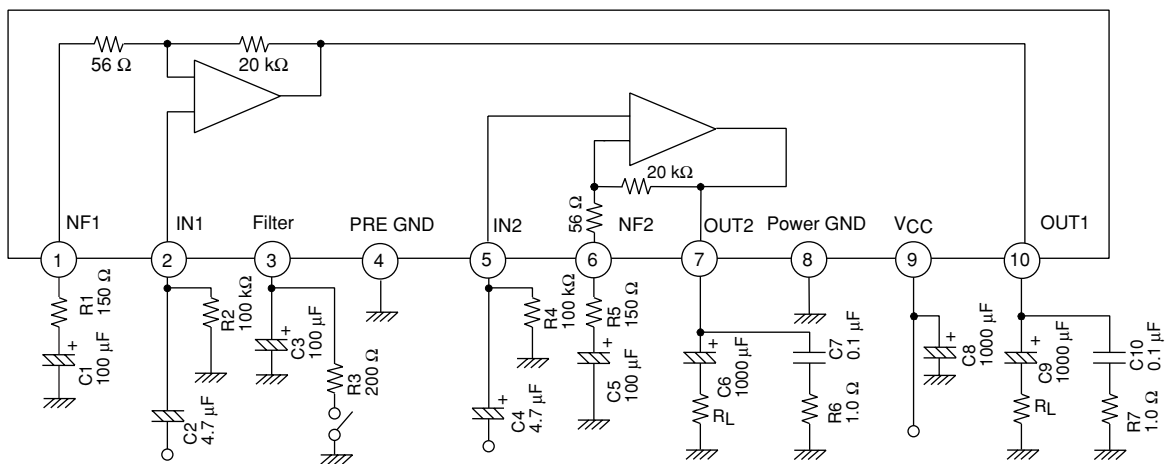 56 Ω
20 kΩ
20 kΩ
56 Ω
NF1
IN1
Filter
PRE GND
IN2
NF2
OUT2
Power GND
VCC
OUT1
1
2
3
4
5
6
7
8
9
10
R1
150 Ω
C1
100 µF
R2
100 kΩ
C2
4.7 µF
C3
100 µF
R3
200 Ω
R4
100 kΩ
C4
4.7 µF
R5
150 Ω
C5
100 µF
C6
1000 µF
RL
C7
0.1 µF
R6
1.0 Ω
C8
1000 µF
C9
1000 µF
RL
C10
0.1 µF
R7
1.0 Ω
+
+
+
+
+
+
+
+